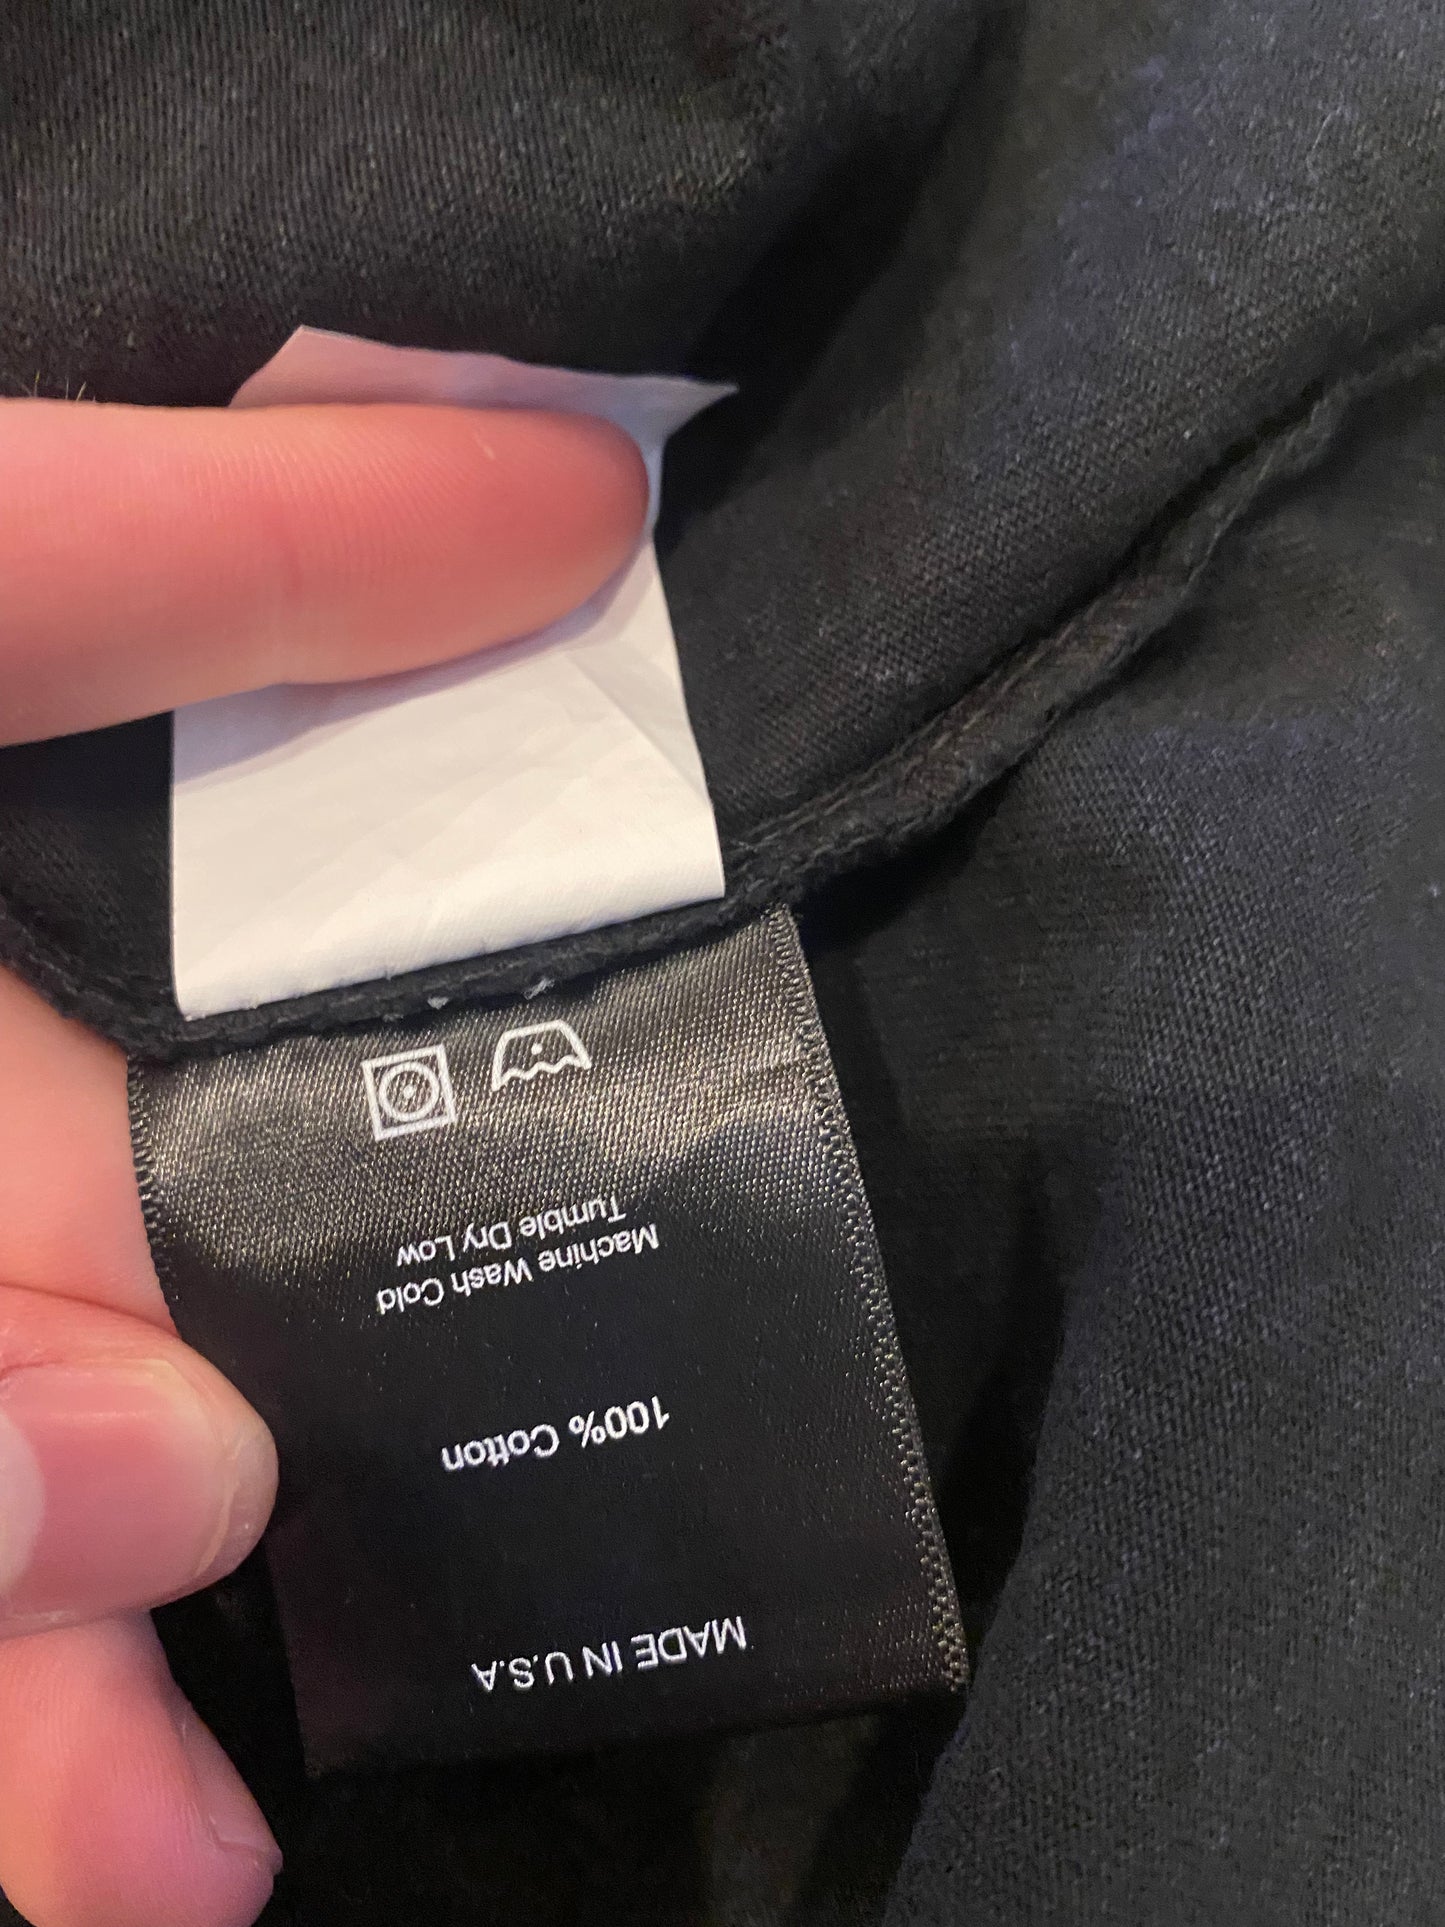 MADE IN U.S.A
100% Cotton
Machine Wash Cold
Tumble Dry Low